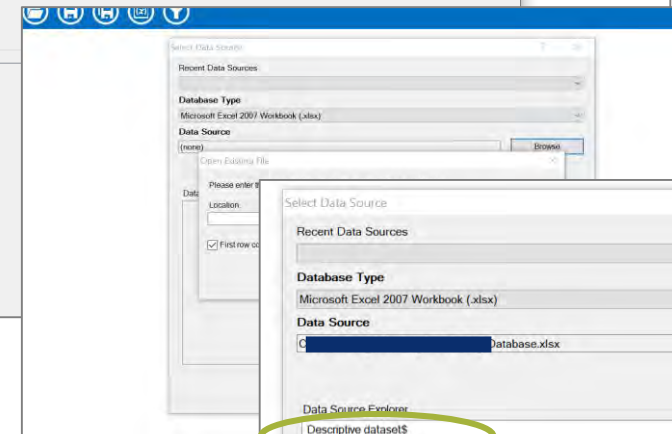 Select Data Source
Recent Data Sources
Database Type
Microsoft Excel 2007 Workbook (.xlsx)
Data Source
(none)
Browse
Open Existing File
Please enter th
Location
Data
First row co
Select Data Source
Recent Data Sources
Database Type
Microsoft Excel 2007 Workbook (.xlsx)
Data Source
C
Database.xlsx
Data Source Explorer
Descriptive dataset$